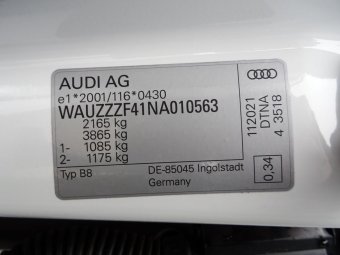 AUDI AG
e1*2001/116*0430
WAUZZZF41NA010563
2165 kg
3865 kg
1- 1085 kg
2- 1175 kg
Typ B8
DE-85045 Ingolstadt
Germany
112021
DTNA
4 3518
0,34